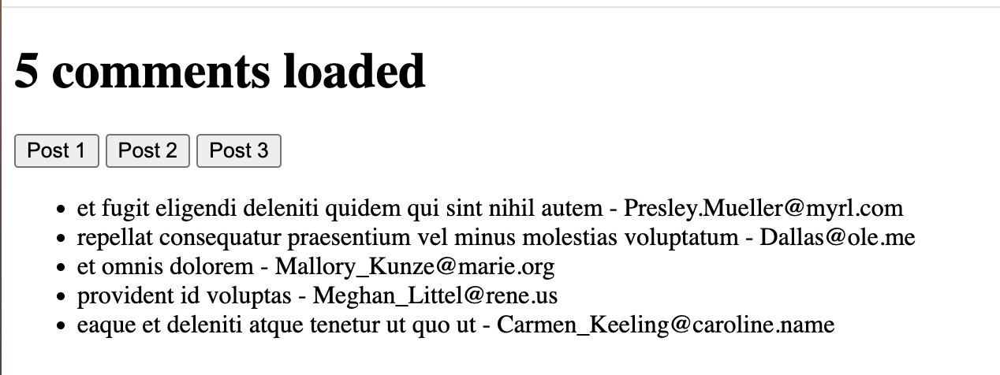 5 comments loaded
Post 1 Post 2 Post 3
• et fugit eligendi deleniti quidem qui sint nihil autem - Presley.Mueller@myrl.com
• repellat consequatur praesentium vel minus molestias voluptatum - Dallas@ole.me
• et omnis dolorem - Mallory_Kunze@marie.org
• provident id voluptas - Meghan_Littel@rene.us
• eaque et deleniti atque tenetur ut quo ut - Carmen_Keeling@caroline.name